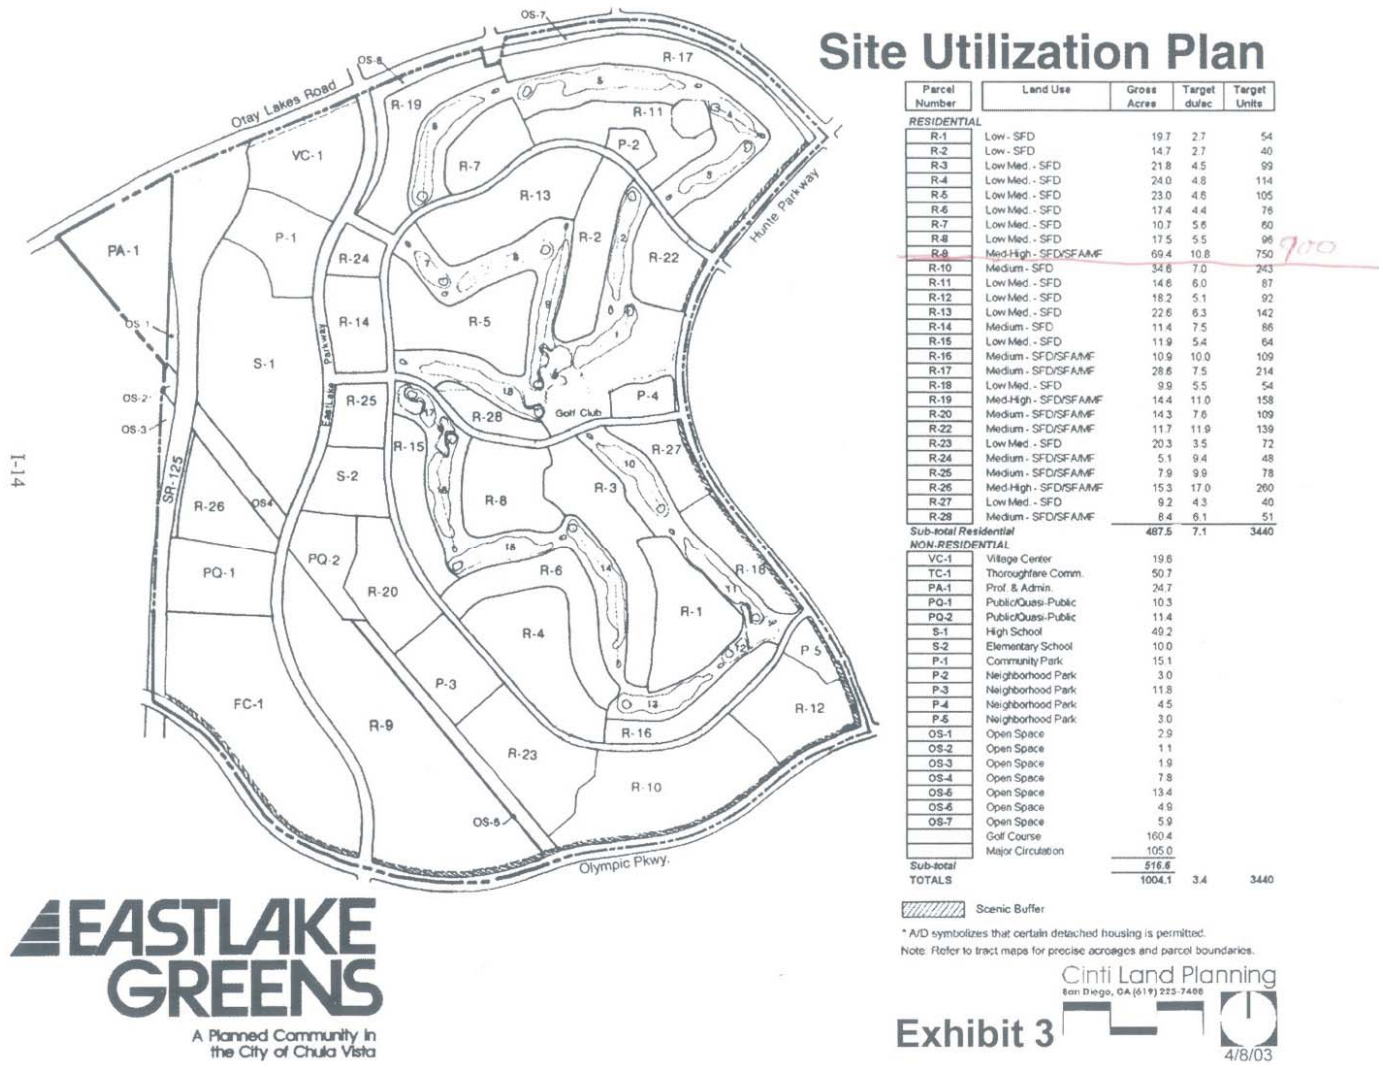 Site Utilization Plan
Parcel Number Land Use Gross Acres Target du/ac Target Units
RESIDENTIAL
R-1 Low - SFD 19.7 2.7 54
R-2 Low - SFD 14.7 2.7 40
R-3 Low Med. - SFD 21.8 4.5 99
R-4 Low Med. - SFD 24.0 4.8 114
R-5 Low Med. - SFD 23.0 4.6 105
R-6 Low Med. - SFD 17.4 4.4 76
R-7 Low Med. - SFD 10.7 5.6 60
R-8 Low Med. - SFD 17.5 5.5 96
R-9 Med-High - SFD/SFA/MF 69.4 10.8 750 700
R-10 Medium - SFD 34.6 7.0 243
R-11 Low Med. - SFD 14.6 6.0 87
R-12 Low Med. - SFD 18.2 5.1 92
R-13 Low Med. - SFD 22.6 6.3 142
R-14 Medium - SFD 11.4 7.5 86
R-15 Low Med. - SFD 11.9 5.4 64
R-16 Medium - SFD/SFA/MF 10.9 10.0 109
R-17 Medium - SFD/SFA/MF 28.6 7.5 214
R-18 Low Med. - SFD 9.9 5.5 54
R-19 Med-High - SFD/SFA/MF 14.4 11.0 158
R-20 Medium - SFD/SFA/MF 14.3 7.6 109
R-22 Medium - SFD/SFA/MF 11.7 11.9 139
R-23 Low Med. - SFD 20.3 3.5 72
R-24 Medium - SFD/SFA/MF 5.1 9.4 48
R-25 Medium - SFD/SFA/MF 7.9 9.9 78
R-26 Med-High - SFD/SFA/MF 15.3 17.0 260
R-27 Low Med. - SFD 9.2 4.3 40
R-28 Medium - SFD/SFA/MF 8.4 6.1 51
Sub-total Residential 487.5 7.1 3440
NON-RESIDENTIAL
VC-1 Village Center 19.6
TC-1 Thoroughfare Comm. 50.7
PA-1 Prof. & Admin. 24.7
PQ-1 Public/Quasi-Public 10.3
PQ-2 Public/Quasi-Public 11.4
S-1 High School 49.2
S-2 Elementary School 10.0
P-1 Community Park 15.1
P-2 Neighborhood Park 3.0
P-3 Neighborhood Park 11.8
P-4 Neighborhood Park 4.5
P-5 Neighborhood Park 3.0
OS-1 Open Space 2.9
OS-2 Open Space 1.1
OS-3 Open Space 1.9
OS-4 Open Space 7.8
OS-5 Open Space 13.4
OS-6 Open Space 4.9
OS-7 Open Space 5.9
Golf Course 160.4
Major Circulation 105.0
Sub-total 516.6
TOTALS 1004.1 3.4 3440
Scenic Buffer
* A/D symbolizes that certain detached housing is permitted.
Note: Refer to tract maps for precise acreages and parcel boundaries.
Cinti Land Planning
San Diego, CA (619) 223-7408
Exhibit 3
4/8/03
OS-7
OS-6
R-17
Otay Lakes Road
R-19
5
6
R-11
4
VC-1
P-2
R-7
3
Hunte Parkway
R-13
PA-1
P-1
R-2
2
R-24
7
8
R-22
9
OS-1
R-14
R-5
1
Parkway
EastLake
S-1
18
OS-2
R-25
17
R-28
Golf Club
P-4
OS-3
R-15
R-27
SR-125
S-2
10
16
R-8
R-3
R-26
OS4
15
14
PQ-1
PQ-2
R-6
R-18
11
R-20
R-1
R-4
12
P 5
P-3
13
FC-1
R-9
R-16
R-12
R-23
R-10
OS-5
Olympic Pkwy.
I-14
EASTLAKE
GREENS
A Planned Community in
the City of Chula Vista